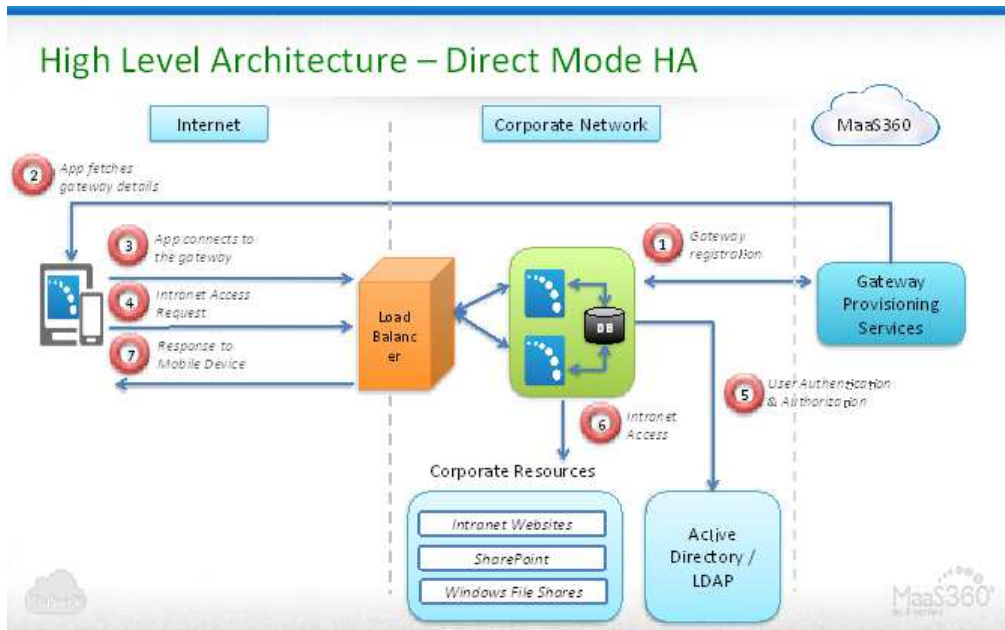 High Level Architecture – Direct Mode HA
Internet
Corporate Network
MaaS360
2
App fetches
gateway details
3
App connects to
the gateway
1
Gateway
registration
4
Intranet Access
Request
Load
Balanc
er
DB
Gateway
Provisioning
Services
7
Response to
Mobile Device
5
User Authentication
& Authorization
6
Intranet
Access
Corporate Resources
Intranet Websites
SharePoint
Windows File Shares
Active
Directory /
LDAP
MaaS360